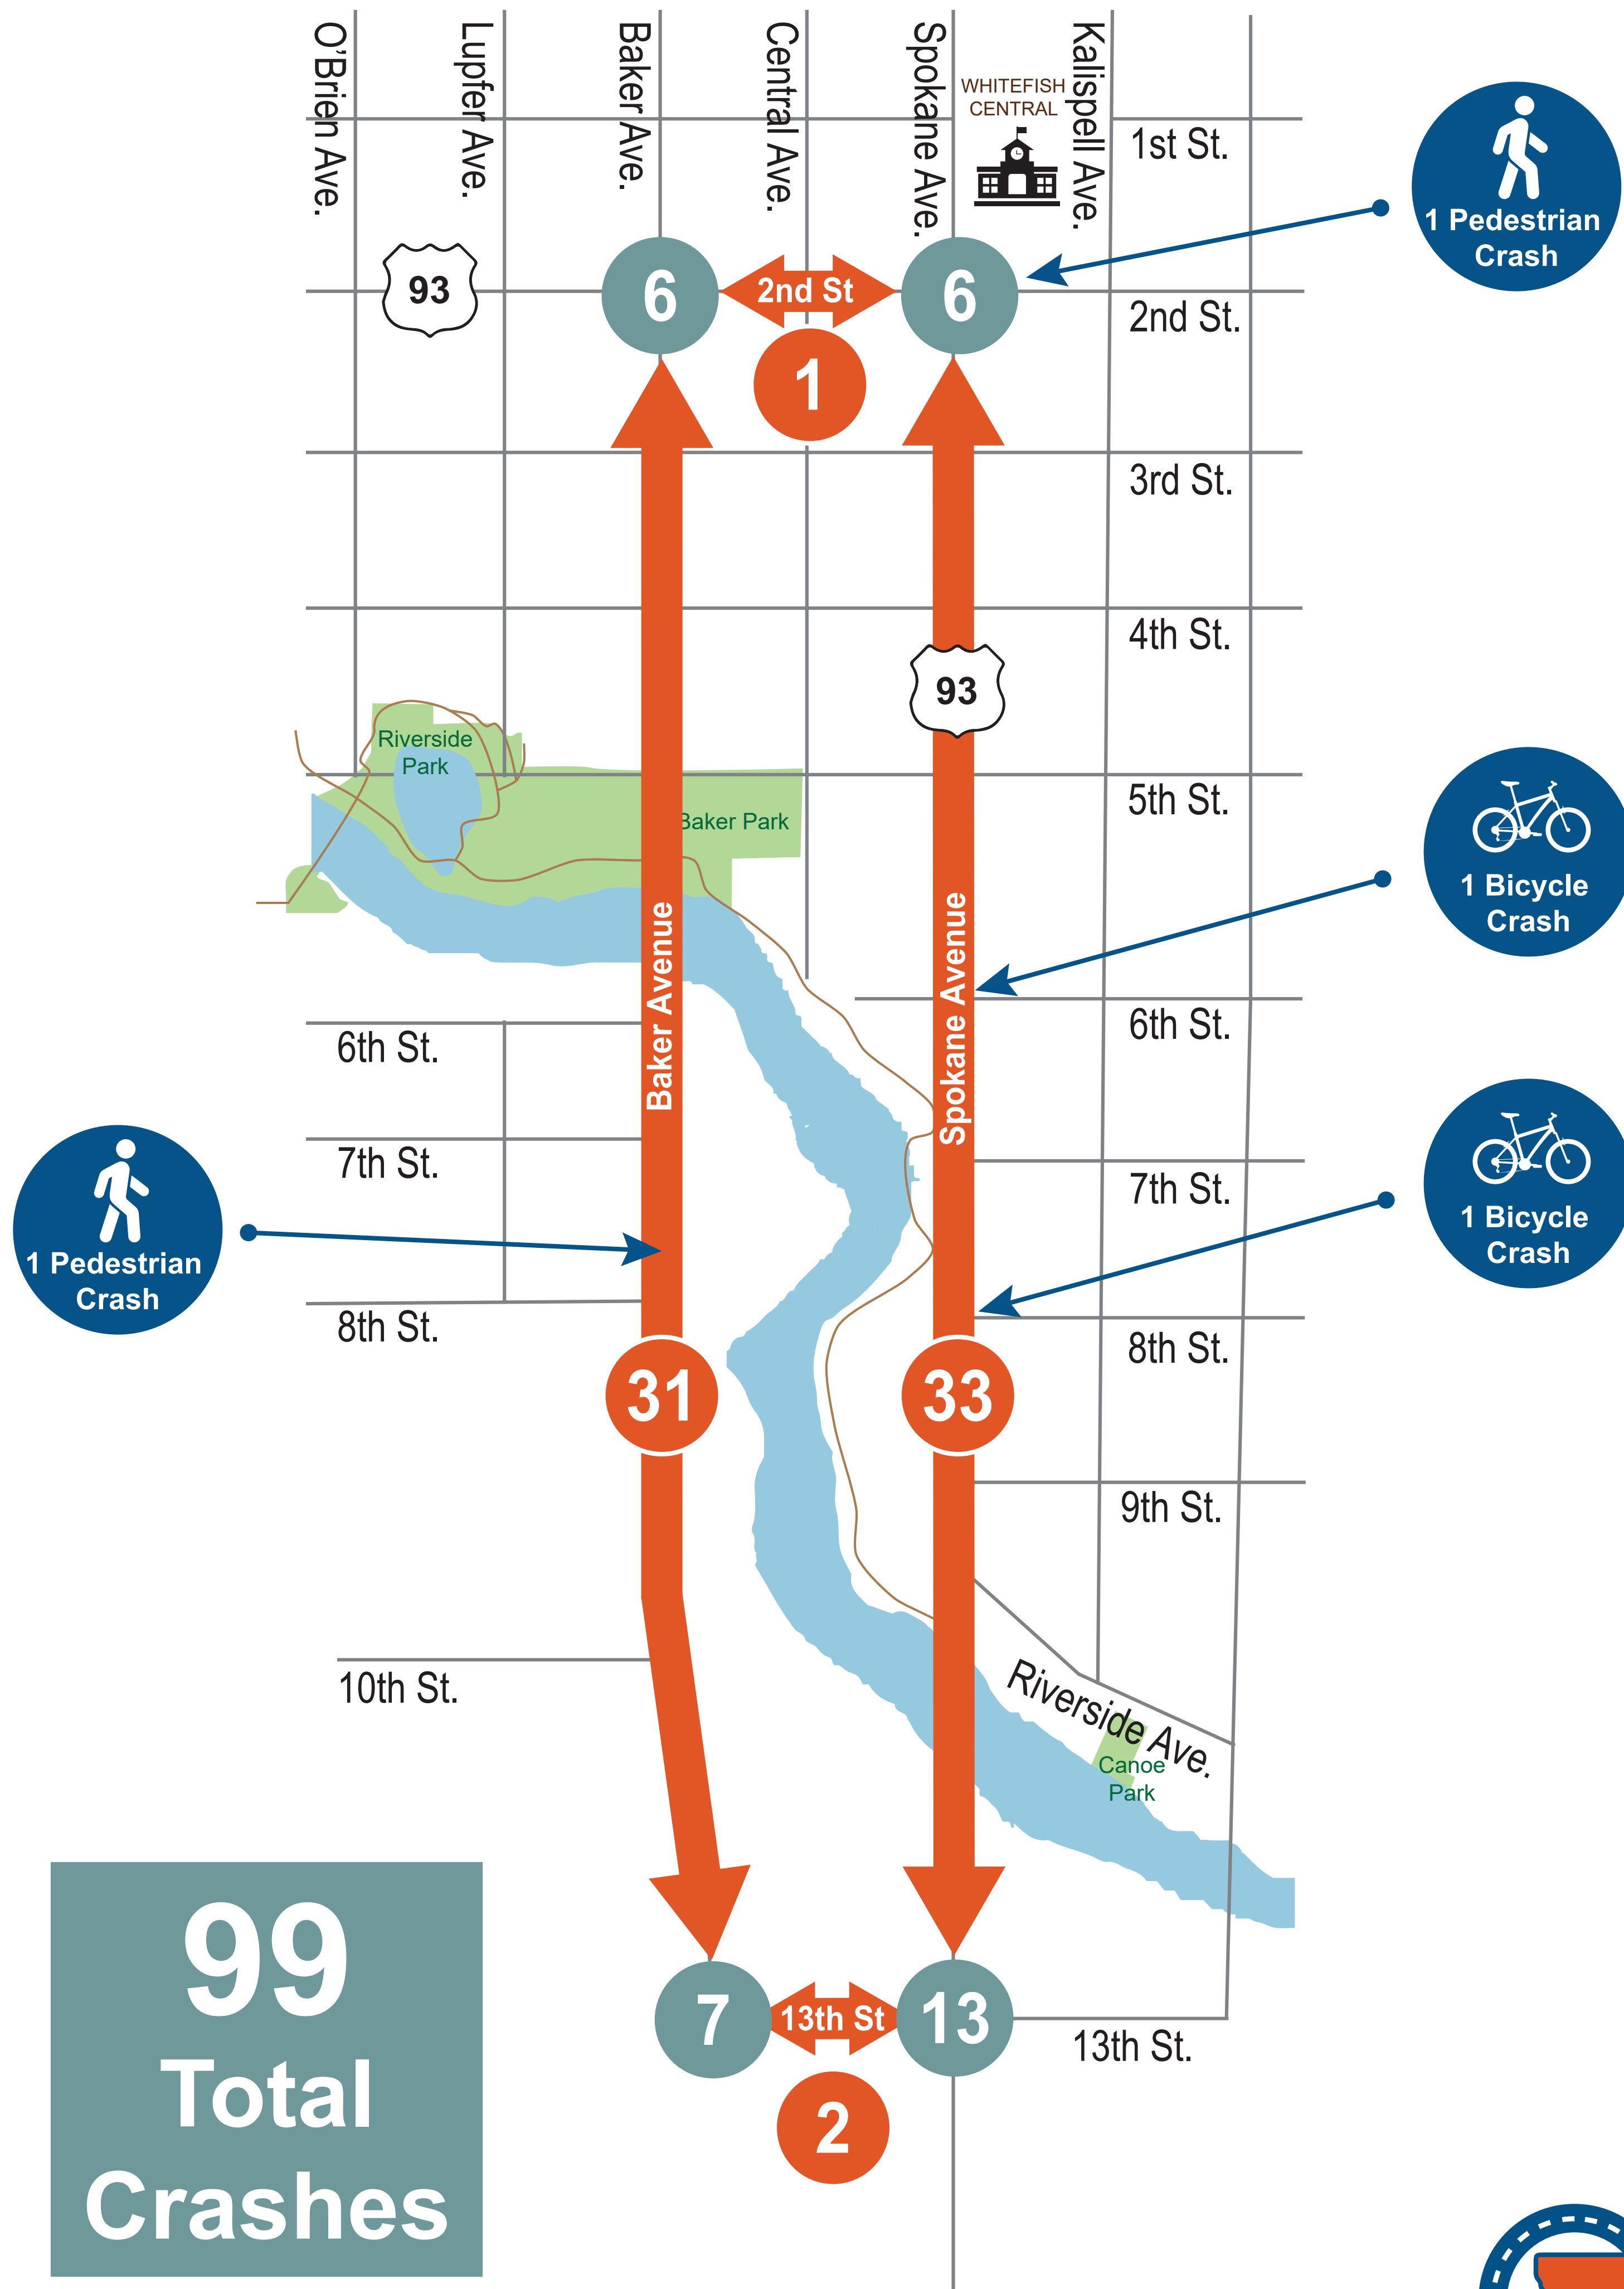 O'Brien Ave.
Lupfer Ave.
Baker Ave.
Central Ave.
Spokane Ave.
Kalispell Ave.
WHITEFISH
CENTRAL
1st St.
1 Pedestrian
Crash
93
6
2nd St
6
2nd St.
1
3rd St.
4th St.
93
Riverside
Park
5th St.
Baker Park
1 Bicycle
Crash
Baker Avenue
Spokane Avenue
6th St.
6th St.
7th St.
7th St.
1 Bicycle
Crash
1 Pedestrian
Crash
8th St.
8th St.
31
33
9th St.
10th St.
Riverside Ave.
Canoe
Park
99
Total
Crashes
7
13th St
13
13th St.
2